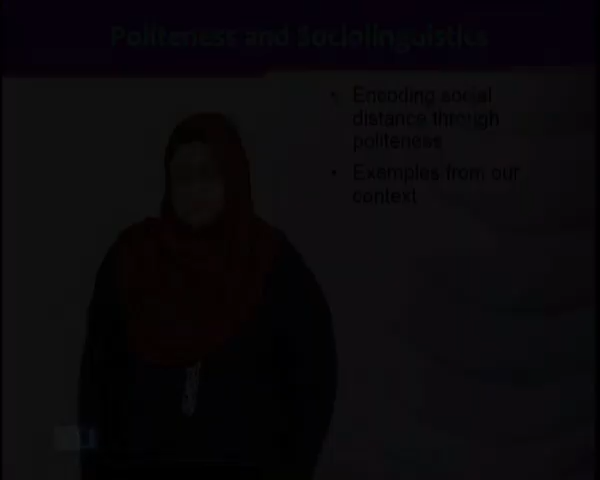 Politeness and Sociolinguistics
• Encoding social
distance through
politeness
• Examples from our
context